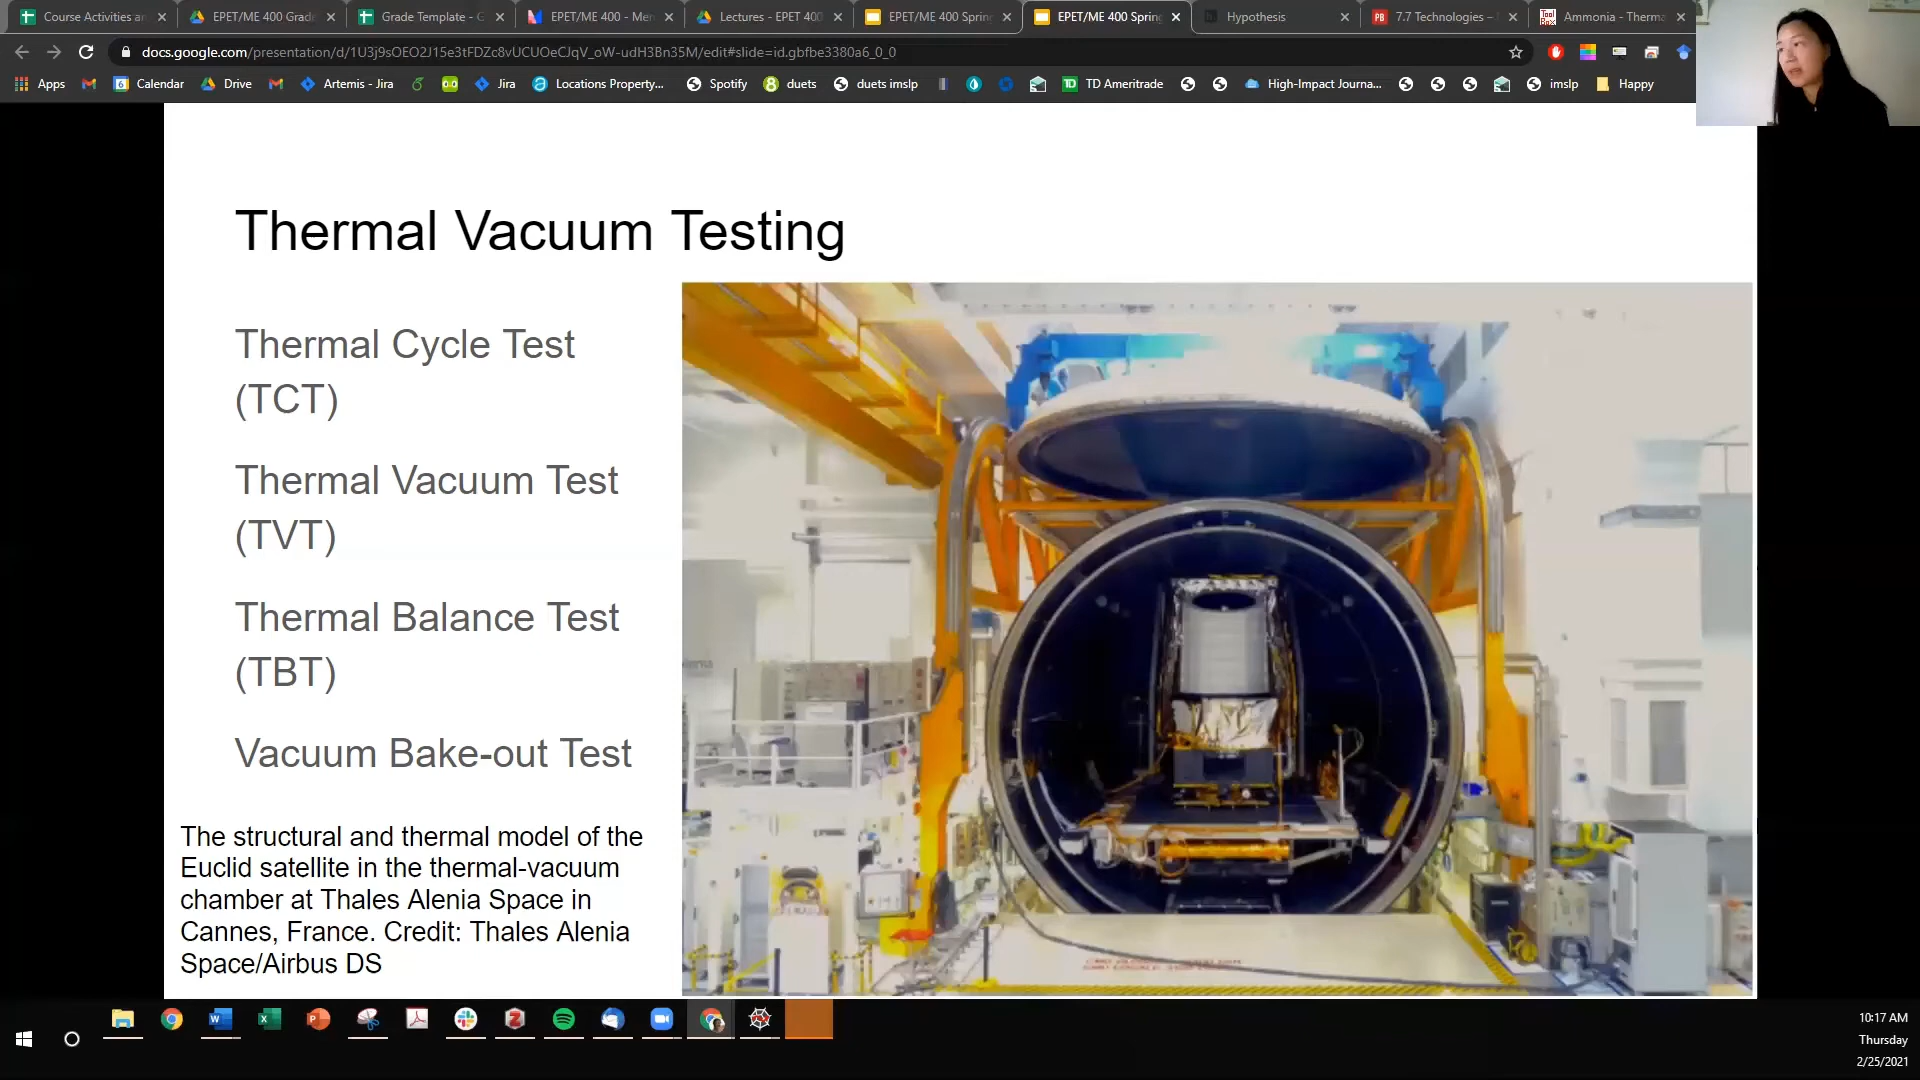 Course Activities an
EPET/ME 400 Gradi
Grade Template - G
EPET/ME 400 - Mem
Lectures - EPET 400
EPET/ME 400 Spring
EPET/ME 400 Spring
Hypothesis
7.7 Technologies –
Ammonia - Therma
docs.google.com/presentation/d/1U3j9sOEO2J15e3tFDZc8vUCUOeCJqV_oW-udH3Bn35M/edit#slide=id.gbfbe3380a6_0_0
Apps
Calendar
Drive
Artemis - Jira
Jira
Locations Property...
Spotify
duets
duets imslp
TD Ameritrade
High-Impact Journa...
imslp
Happy
Thermal Vacuum Testing
Thermal Cycle Test
(TCT)
Thermal Vacuum Test
(TVT)
Thermal Balance Test
(TBT)
Vacuum Bake-out Test
The structural and thermal model of the
Euclid satellite in the thermal-vacuum
chamber at Thales Alenia Space in
Cannes, France. Credit: Thales Alenia
Space/Airbus DS
10:17 AM
Thursday
2/25/2021